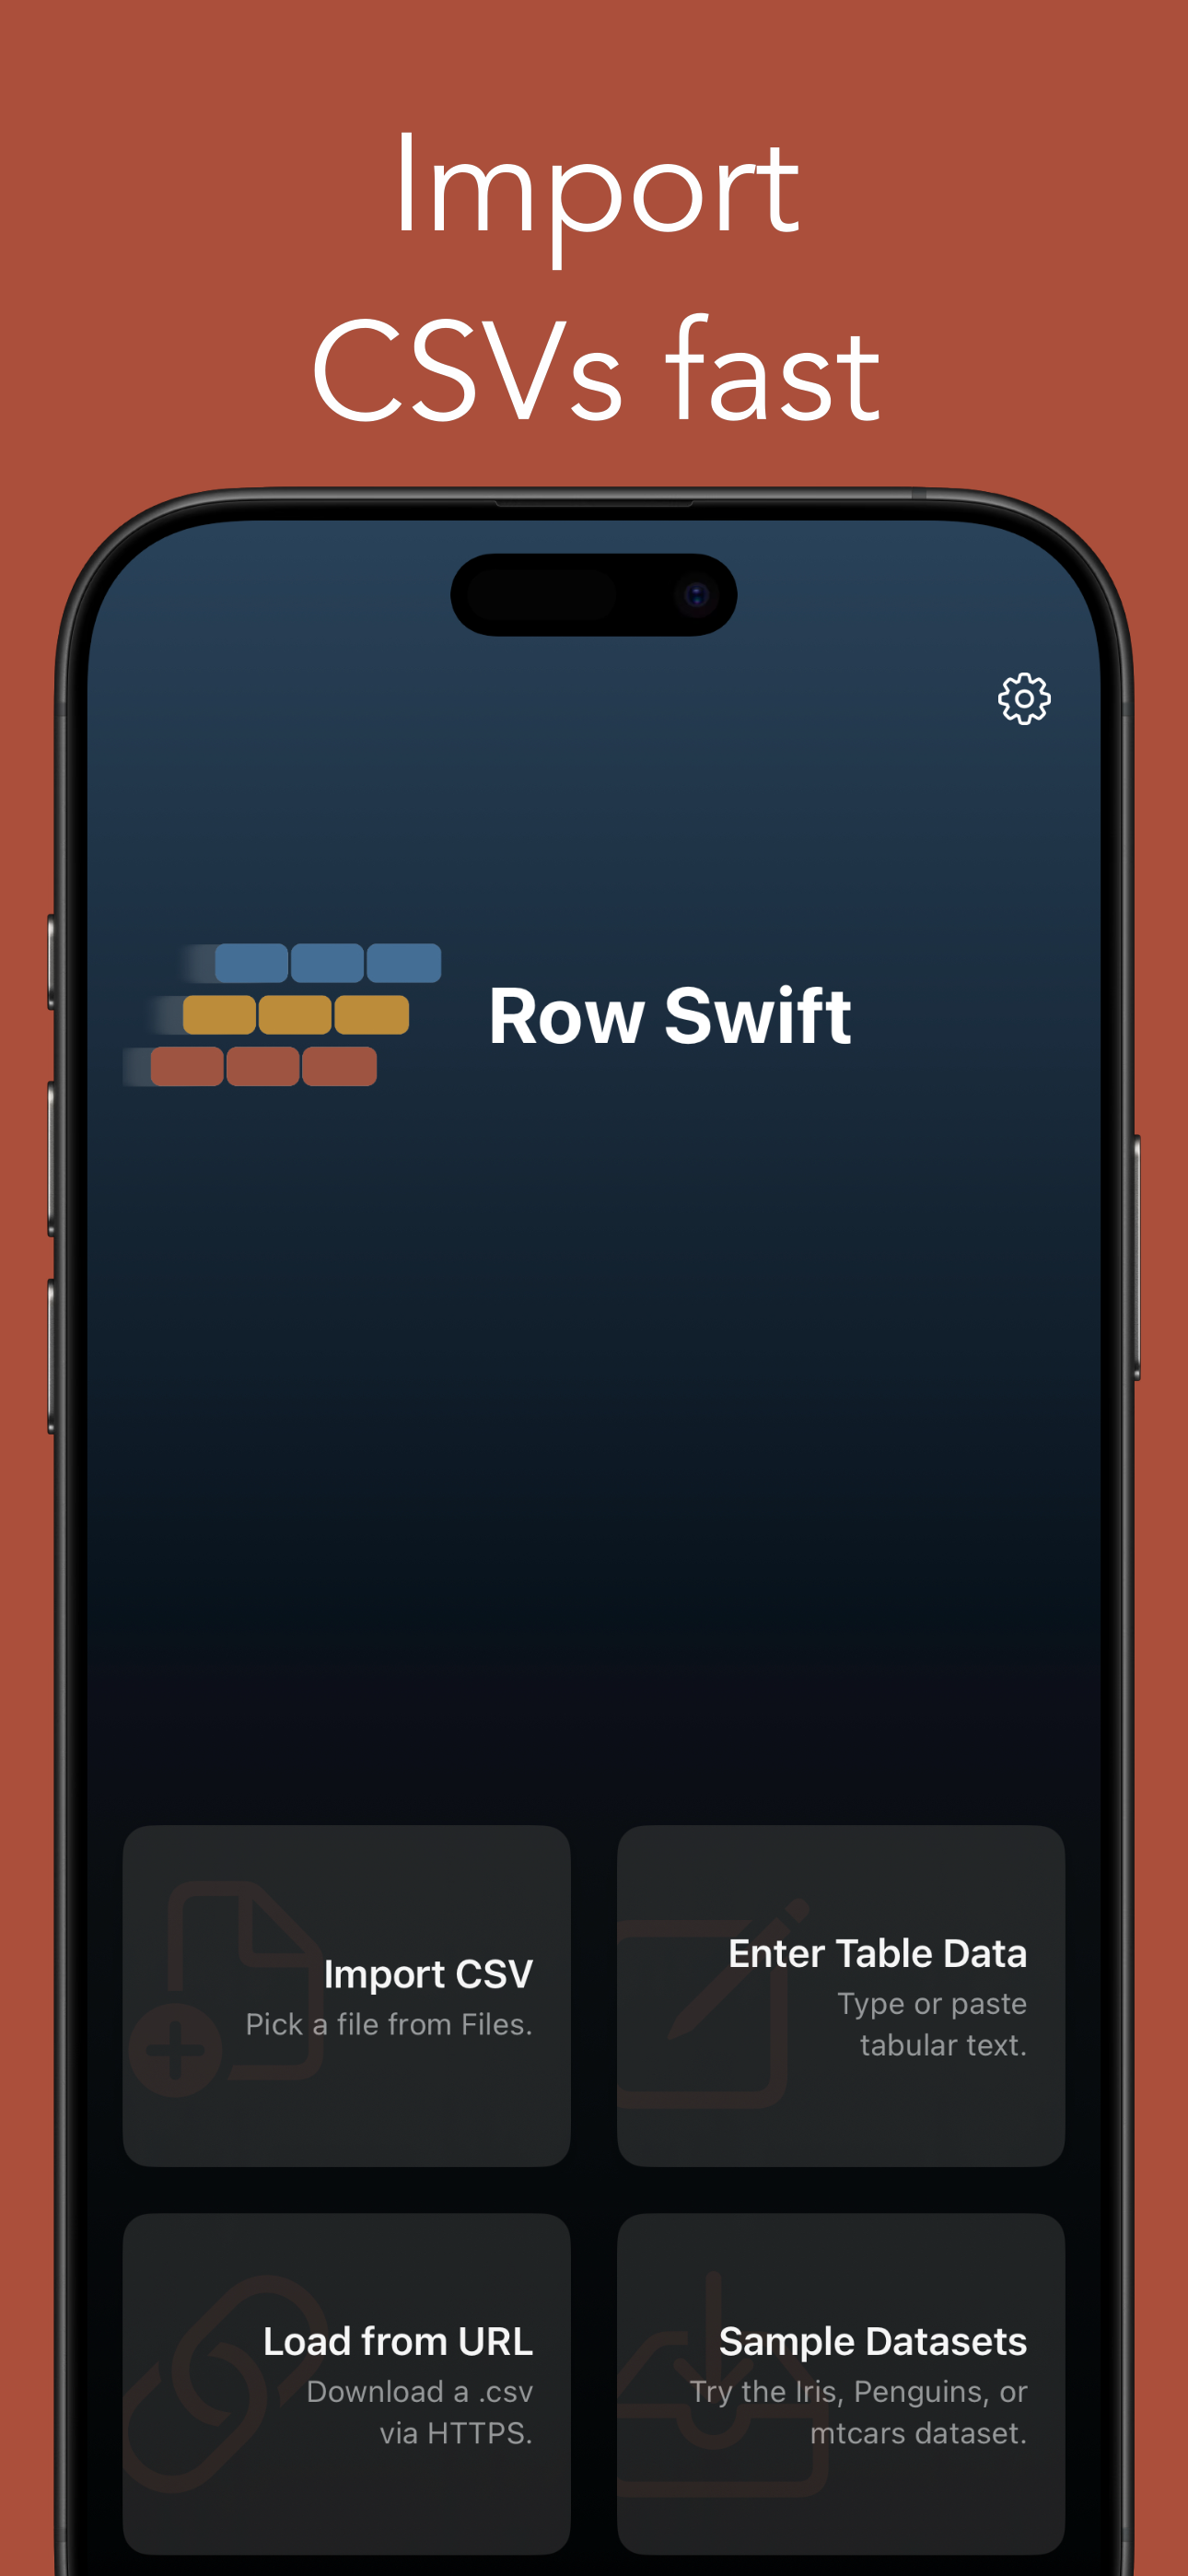 Import
CSVs fast
Row Swift
Import CSV
Pick a file from Files.
Enter Table Data
Type or paste
tabular text.
Load from URL
Download a .csv
via HTTPS.
Sample Datasets
Try the Iris, Penguins, or
mtcars dataset.